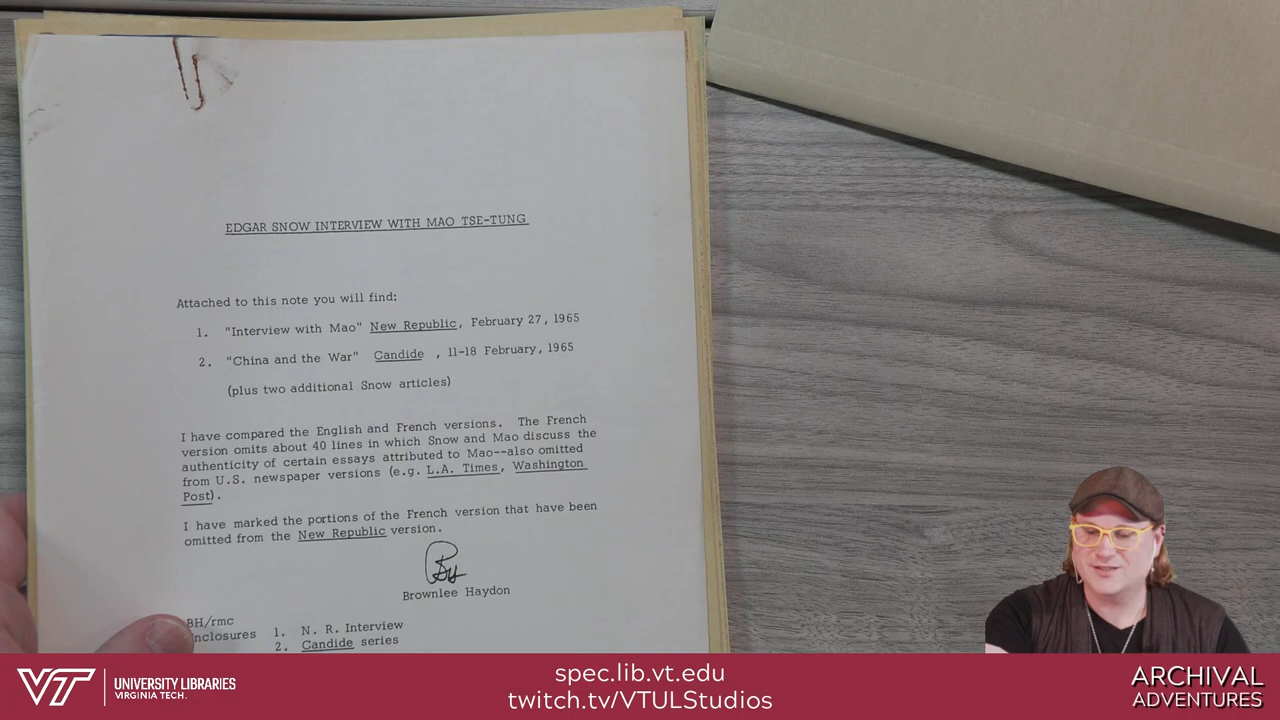 EDGAR SNOW INTERVIEW WITH MAO TSE-TUNG
Attached to this note you will find:
1. "Interview with Mao" New Republic, February 27, 1965
2. "China and the War" Candide , 11-18 February, 1965
(plus two additional Snow articles)
I have compared the English and French versions. The French
version omits about 40 lines in which Snow and Mao discuss the
authenticity of certain essays attributed to Mao--also omitted
from U.S. newspaper versions (e.g. L.A. Times, Washington
Post).
I have marked the portions of the French version that have been
omitted from the New Republic version.
Brownlee Haydon
BH/rmc
nclosures 1. N. R. Interview
2. Candide series
VT UNIVERSITY LIBRARIES
VIRGINIA TECH.
spec.lib.vt.edu
twitch.tv/VTULStudios
ARCHIVAL
ADVENTURES